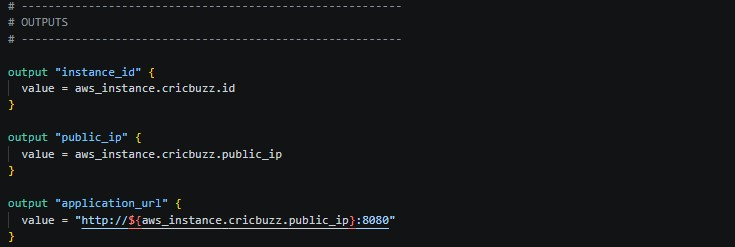 # ---------------------------------------------------------
# OUTPUTS
# ---------------------------------------------------------
output "instance_id" {
  value = aws_instance.cricbuzz.id
}
output "public_ip" {
  value = aws_instance.cricbuzz.public_ip
}
output "application_url" {
  value = "http://${aws_instance.cricbuzz.public_ip}:8080"
}